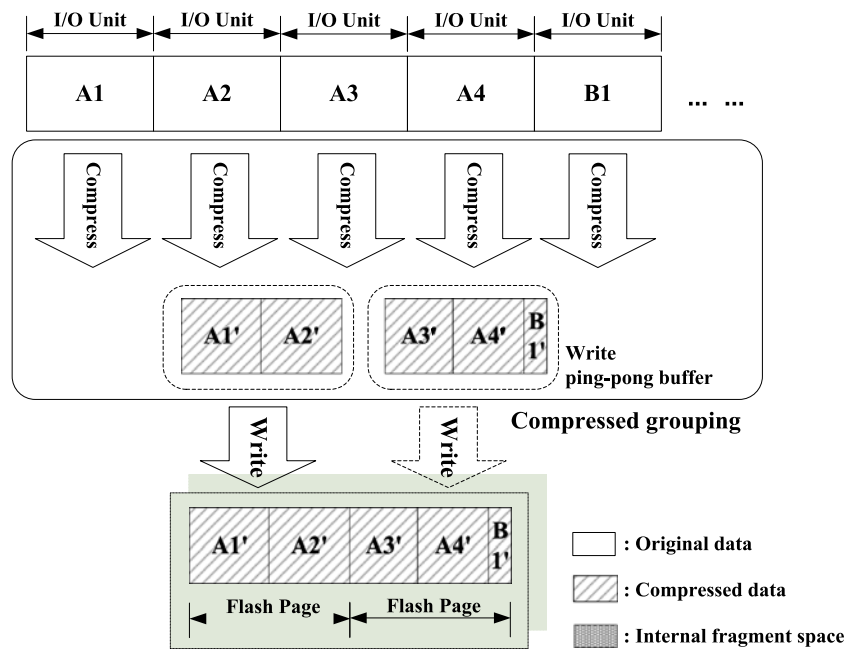 I/O Unit I/O Unit I/O Unit I/O Unit I/O Unit
A1 A2 A3 A4 B1 ... ...
Compress Compress Compress Compress Compress
A1' A2' A3' A4' B
1'
Write
ping-pong buffer
Compressed grouping
Write Write
A1' A2' A3' A4' B
1'
Flash Page Flash Page
: Original data
: Compressed data
: Internal fragment space